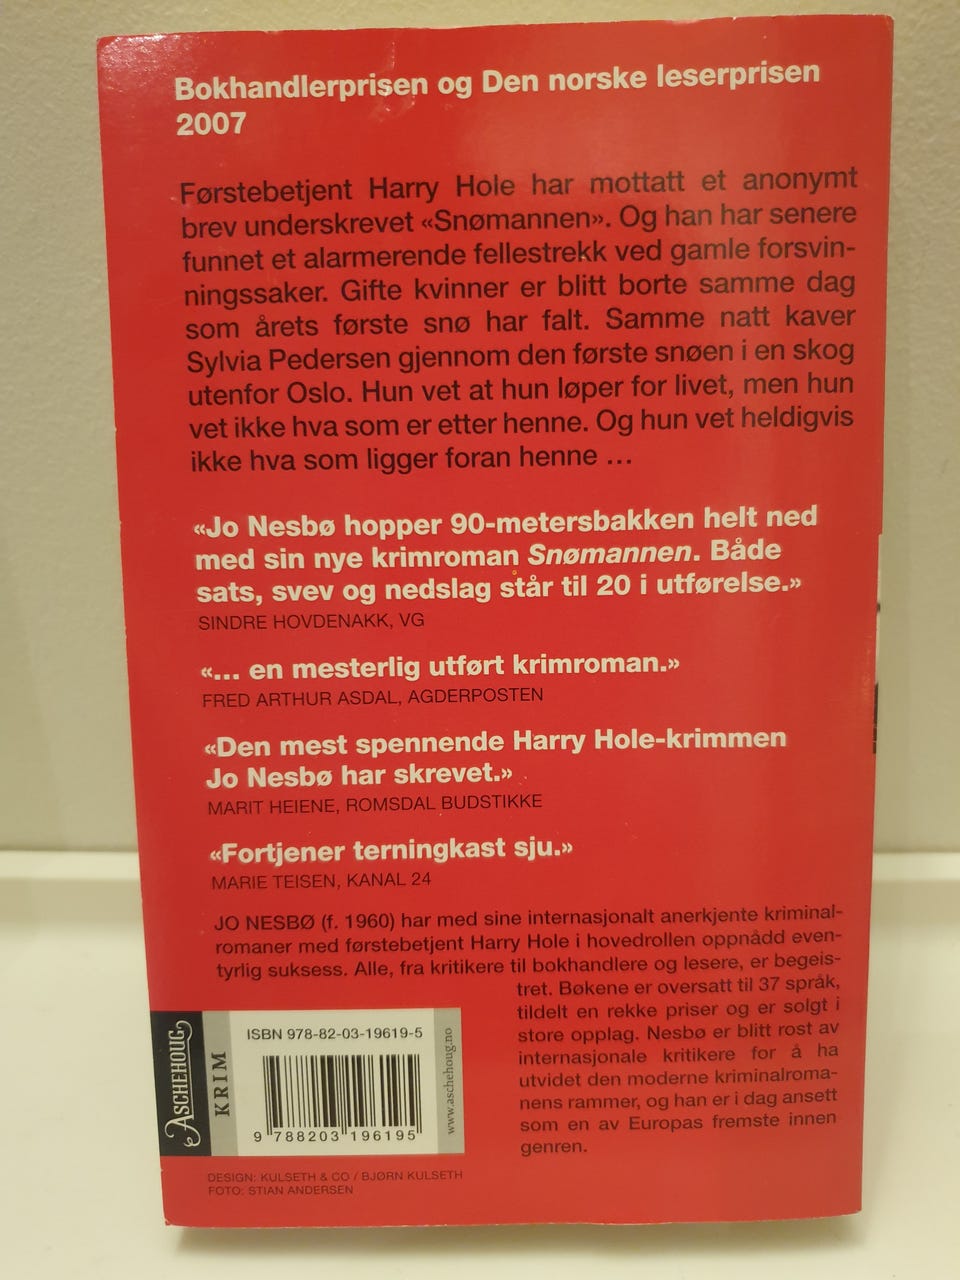 Bokhandlerprisen og Den norske leserprisen
2007
Førstebetjent Harry Hole har mottatt et anonymt
brev underskrevet «Snømannen». Og han har senere
funnet et alarmerende fellestrekk ved gamle forsvin-
ningssaker. Gifte kvinner er blitt borte samme dag
som årets første snø har falt. Samme natt kaver
Sylvia Pedersen gjennom den første snøen i en skog
utenfor Oslo. Hun vet at hun løper for livet, men hun
vet ikke hva som er etter henne. Og hun vet heldigvis
ikke hva som ligger foran henne ...
«Jo Nesbø hopper 90-metersbakken helt ned
med sin nye krimroman Snømannen. Både
sats, svev og nedslag står til 20 i utførelse.»
SINDRE HOVDENAKK, VG
«... en mesterlig utført krimroman.»
FRED ARTHUR ASDAL, AGDERPOSTEN
«Den mest spennende Harry Hole-krimmen
Jo Nesbø har skrevet.»
MARIT HEIENE, ROMSDAL BUDSTIKKE
«Fortjener terningkast sju.»
MARIE TEISEN, KANAL 24
JO NESBØ (f. 1960) har med sine internasjonalt anerkjente kriminal-
romaner med førstebetjent Harry Hole i hovedrollen oppnådd even-
tyrlig suksess. Alle, fra kritikere til bokhandlere og lesere, er begeis-
tret. Bøkene er oversatt til 37 språk,
tildelt en rekke priser og er solgt i
store opplag. Nesbø er blitt rost av
internasjonale kritikere for å ha
utvidet den moderne kriminalroma-
nens rammer, og han er i dag ansett
som en av Europas fremste innen
genren.
ASCHEHOUG
KRIM
ISBN 978-82-03-19619-5
9 788203 196195
www.aschehoug.no
DESIGN: KULSETH & CO / BJØRN KULSETH
FOTO: STIAN ANDERSEN